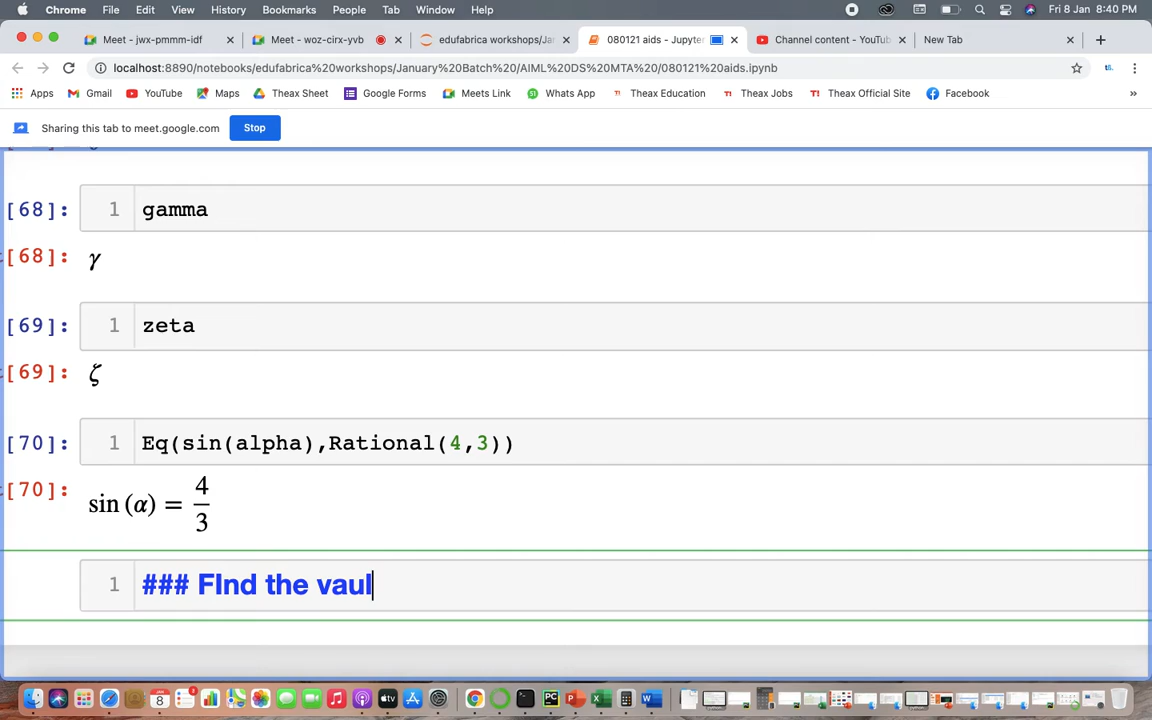 Chrome File Edit View History Bookmarks People Tab Window Help Fri 8 Jan 8:40 PM
Meet - jwx-pmmm-idf Meet - woz-cirx-yvb edufabrica workshops/Jan 080121 aids - Jupyter Channel content - YouTu New Tab
localhost:8890/notebooks/edufabrica%20workshops/January%20Batch%20/AIML%20DS%20MTA%20/080121%20aids.ipynb
Apps Gmail YouTube Maps Theax Sheet Google Forms Meets Link Whats App Theax Education Theax Jobs Theax Official Site Facebook »
Sharing this tab to meet.google.com Stop
[68]: 1 gamma
[68]: γ
[69]: 1 zeta
[69]: ζ
[70]: 1 Eq(sin(alpha),Rational(4,3))
[70]: sin (α) = 4/3
1 ### FInd the vaul